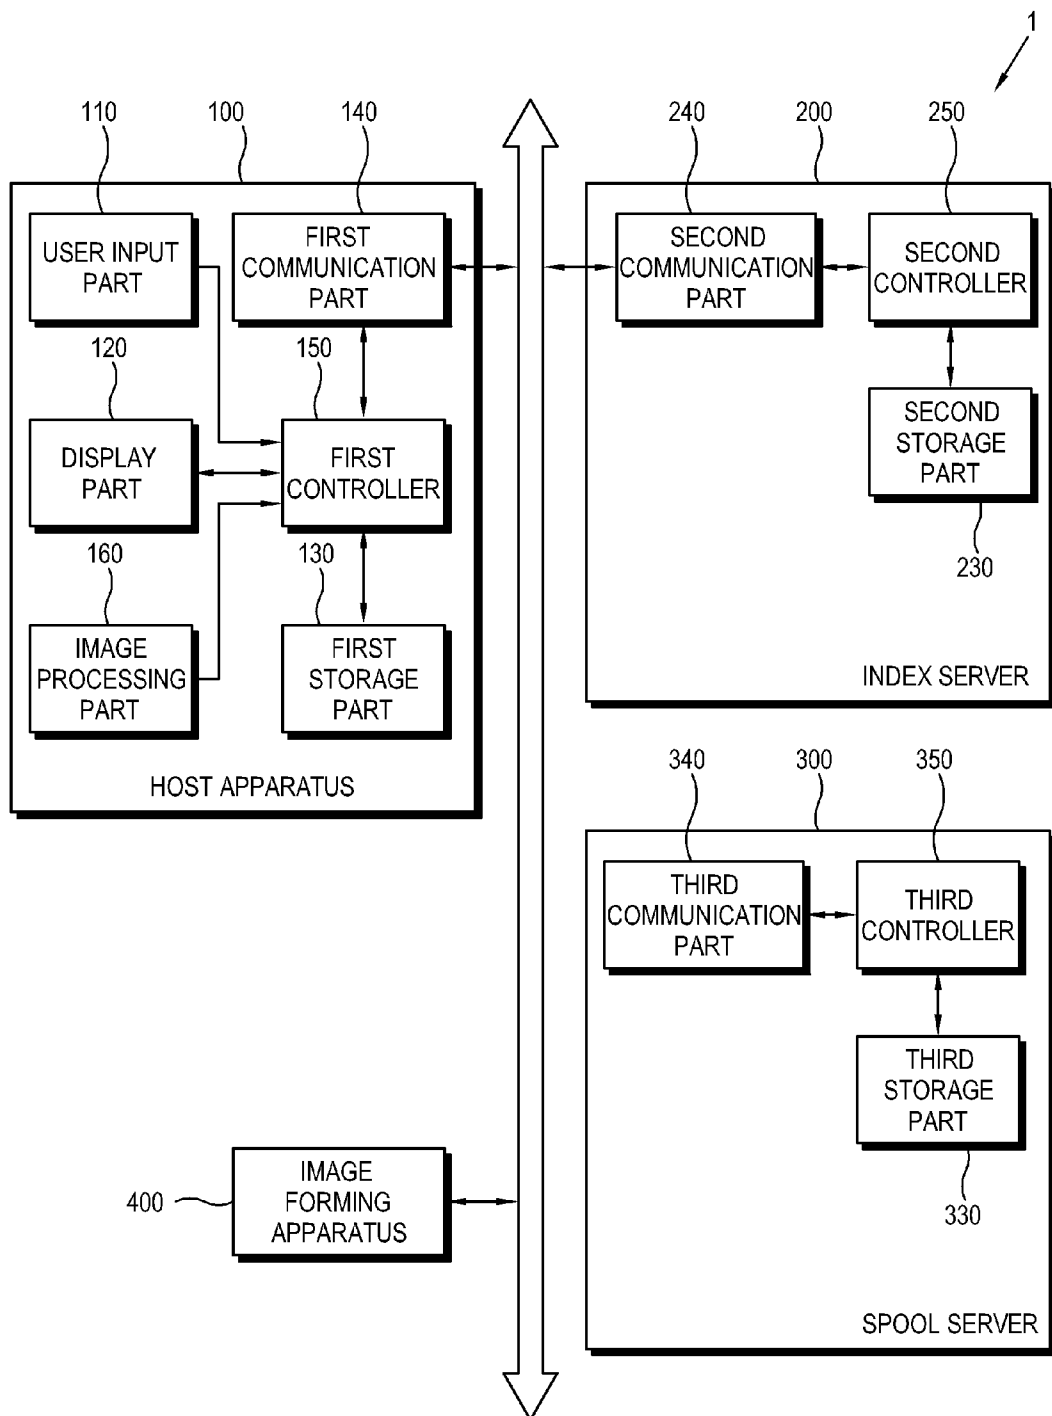 1
110
100
140
240
200
250
USER INPUT
PART
FIRST
COMMUNICATION
PART
SECOND
COMMUNICATION
PART
SECOND
CONTROLLER
120
150
DISPLAY
PART
FIRST
CONTROLLER
SECOND
STORAGE
PART
160
130
230
IMAGE
PROCESSING
PART
FIRST
STORAGE
PART
INDEX SERVER
HOST APPARATUS
340
300
350
THIRD
COMMUNICATION
PART
THIRD
CONTROLLER
THIRD
STORAGE
PART
400
IMAGE
FORMING
APPARATUS
330
SPOOL SERVER